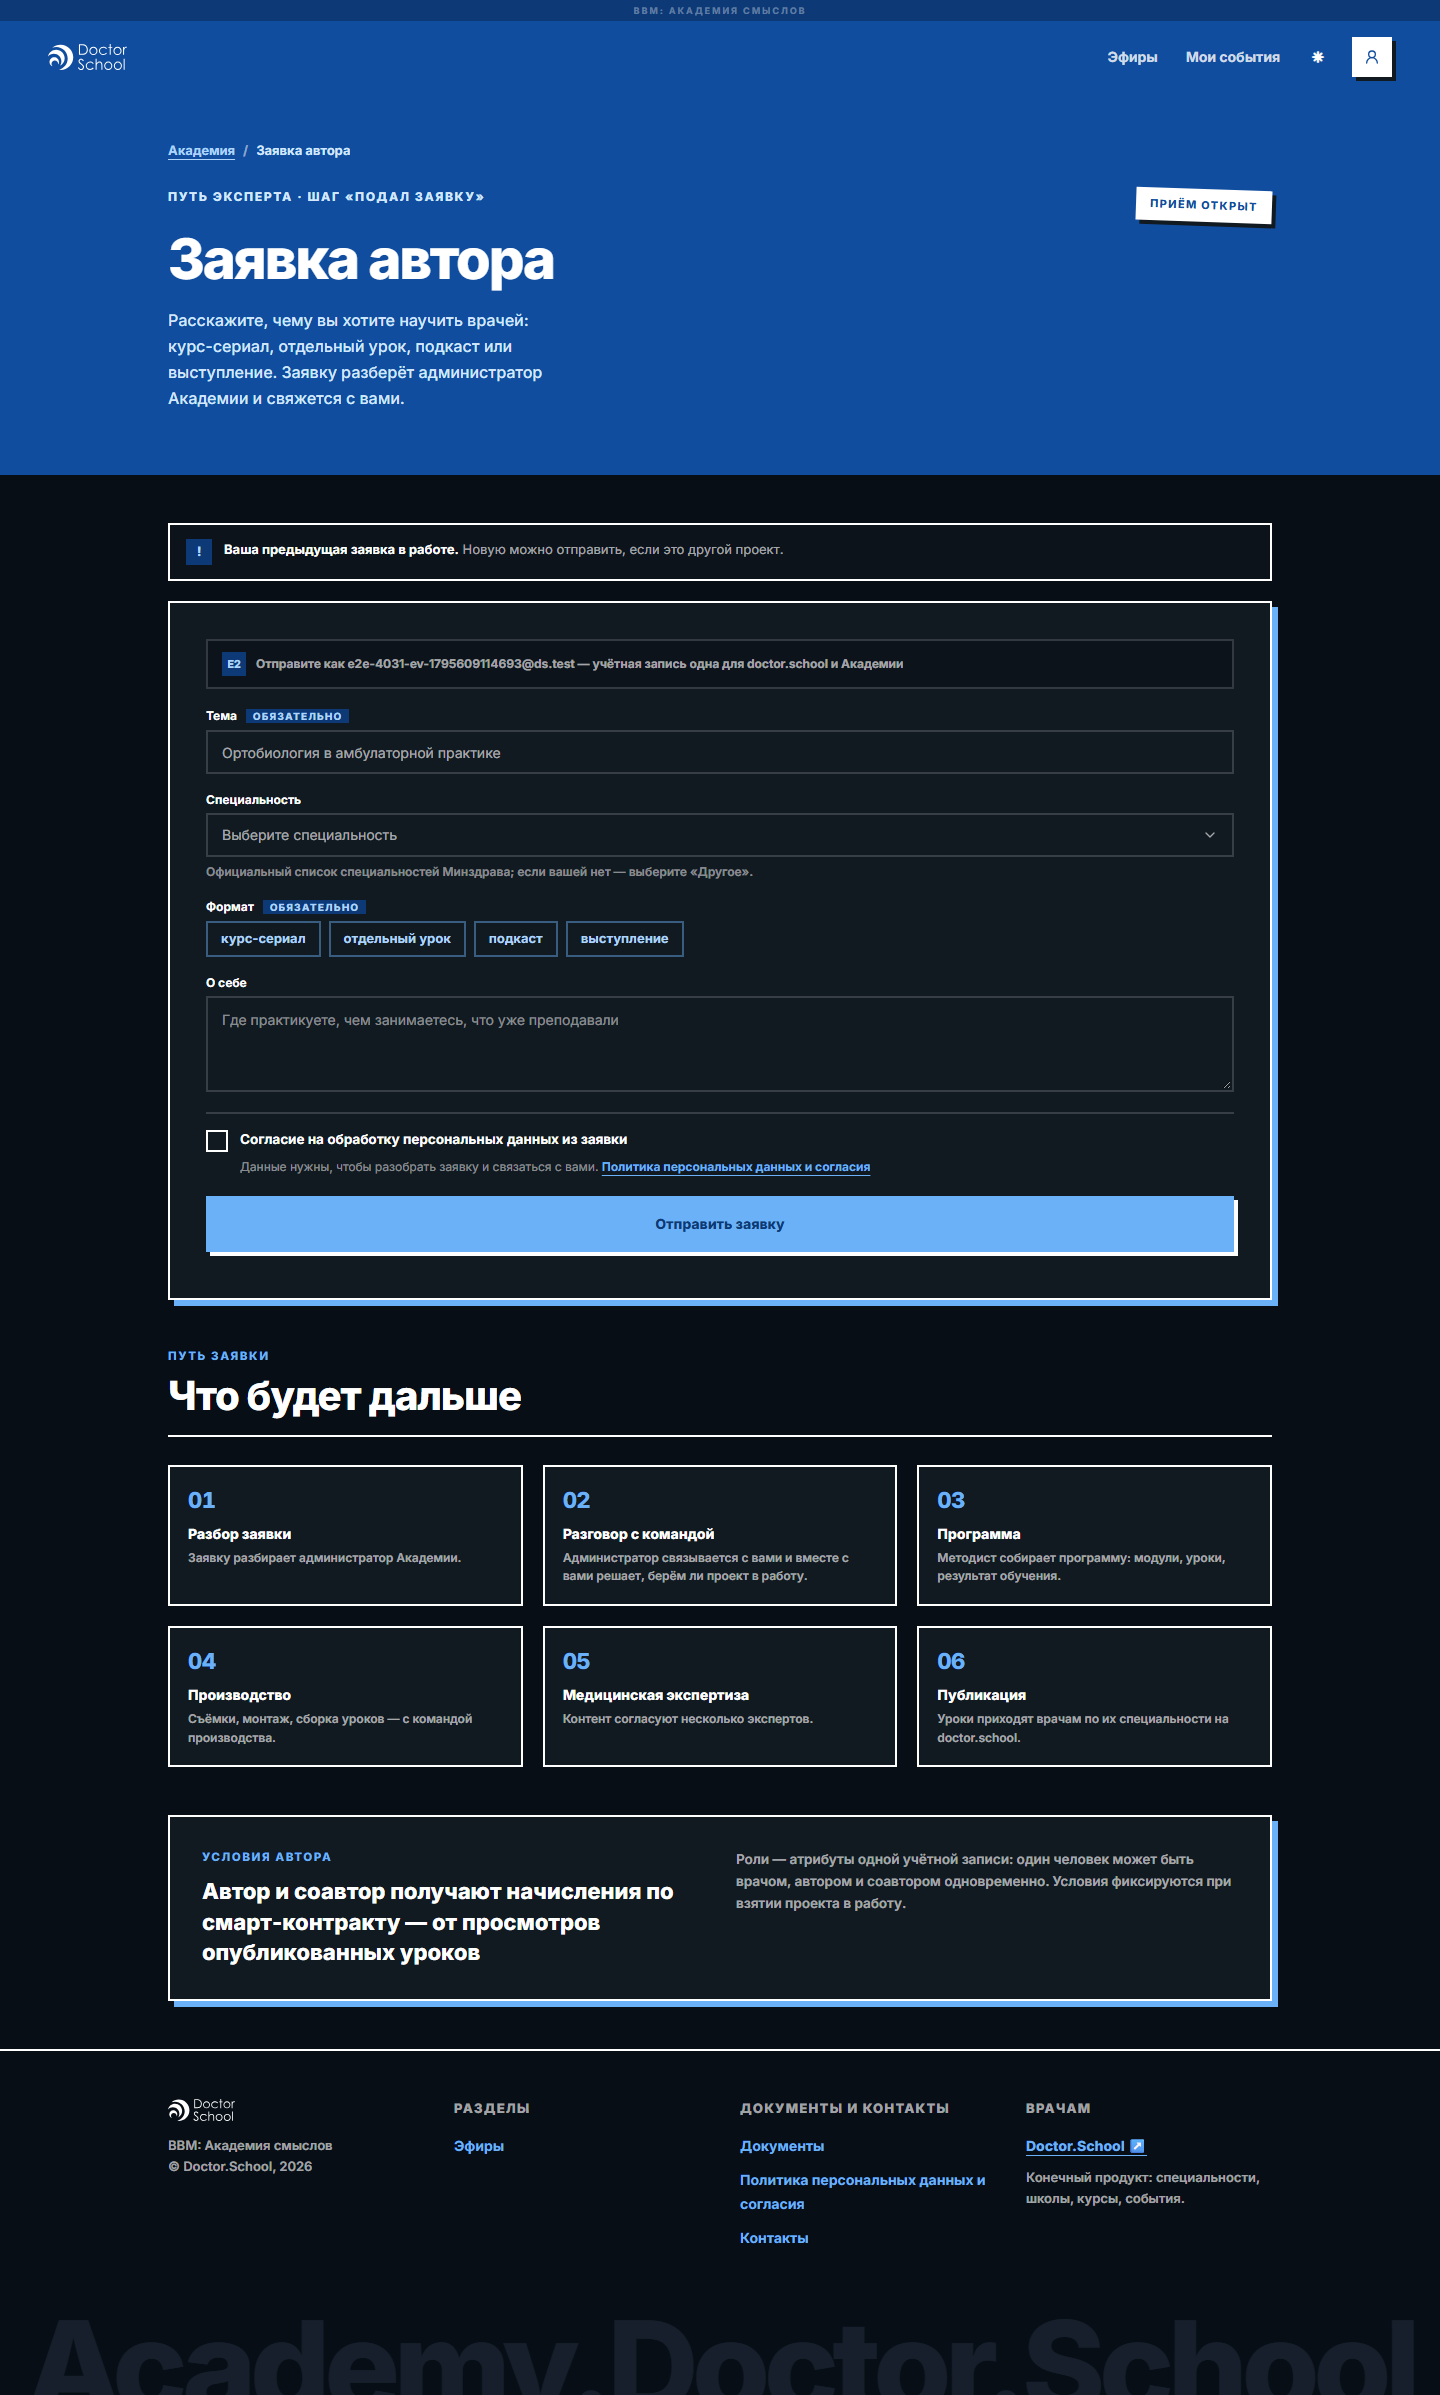 ВВМ: АКАДЕМИЯ СМЫСЛОВ
Doctor
School
Эфиры
Мои события
Академия / Заявка автора
ПУТЬ ЭКСПЕРТА · ШАГ «ПОДАЛ ЗАЯВКУ»
ПРИЁМ ОТКРЫТ
Заявка автора
Расскажите, чему вы хотите научить врачей:
курс-сериал, отдельный урок, подкаст или
выступление. Заявку разберёт администратор
Академии и свяжется с вами.
! Ваша предыдущая заявка в работе. Новую можно отправить, если это другой проект.
E2 Отправите как e2e-4031-ev-1795609114693@ds.test — учётная запись одна для doctor.school и Академии
Тема ОБЯЗАТЕЛЬНО
Ортобиология в амбулаторной практике
Специальность
Выберите специальность
Официальный список специальностей Минздрава; если вашей нет — выберите «Другое».
Формат ОБЯЗАТЕЛЬНО
курс-сериал
отдельный урок
подкаст
выступление
О себе
Где практикуете, чем занимаетесь, что уже преподавали
Согласие на обработку персональных данных из заявки
Данные нужны, чтобы разобрать заявку и связаться с вами. Политика персональных данных и согласия
Отправить заявку
ПУТЬ ЗАЯВКИ
Что будет дальше
01
Разбор заявки
Заявку разбирает администратор Академии.
02
Разговор с командой
Администратор связывается с вами и вместе с
вами решает, берём ли проект в работу.
03
Программа
Методист собирает программу: модули, уроки,
результат обучения.
04
Производство
Съёмки, монтаж, сборка уроков — с командой
производства.
05
Медицинская экспертиза
Контент согласуют несколько экспертов.
06
Публикация
Уроки приходят врачам по их специальности на
doctor.school.
УСЛОВИЯ АВТОРА
Автор и соавтор получают начисления по
смарт-контракту — от просмотров
опубликованных уроков
Роли — атрибуты одной учётной записи: один человек может быть
врачом, автором и соавтором одновременно. Условия фиксируются при
взятии проекта в работу.
Doctor
School
ВВМ: Академия смыслов
© Doctor.School, 2026
РАЗДЕЛЫ
Эфиры
ДОКУМЕНТЫ И КОНТАКТЫ
Документы
Политика персональных данных и
согласия
Контакты
ВРАЧАМ
Doctor.School ↗
Конечный продукт: специальности,
школы, курсы, события.
Academy.Doctor.School